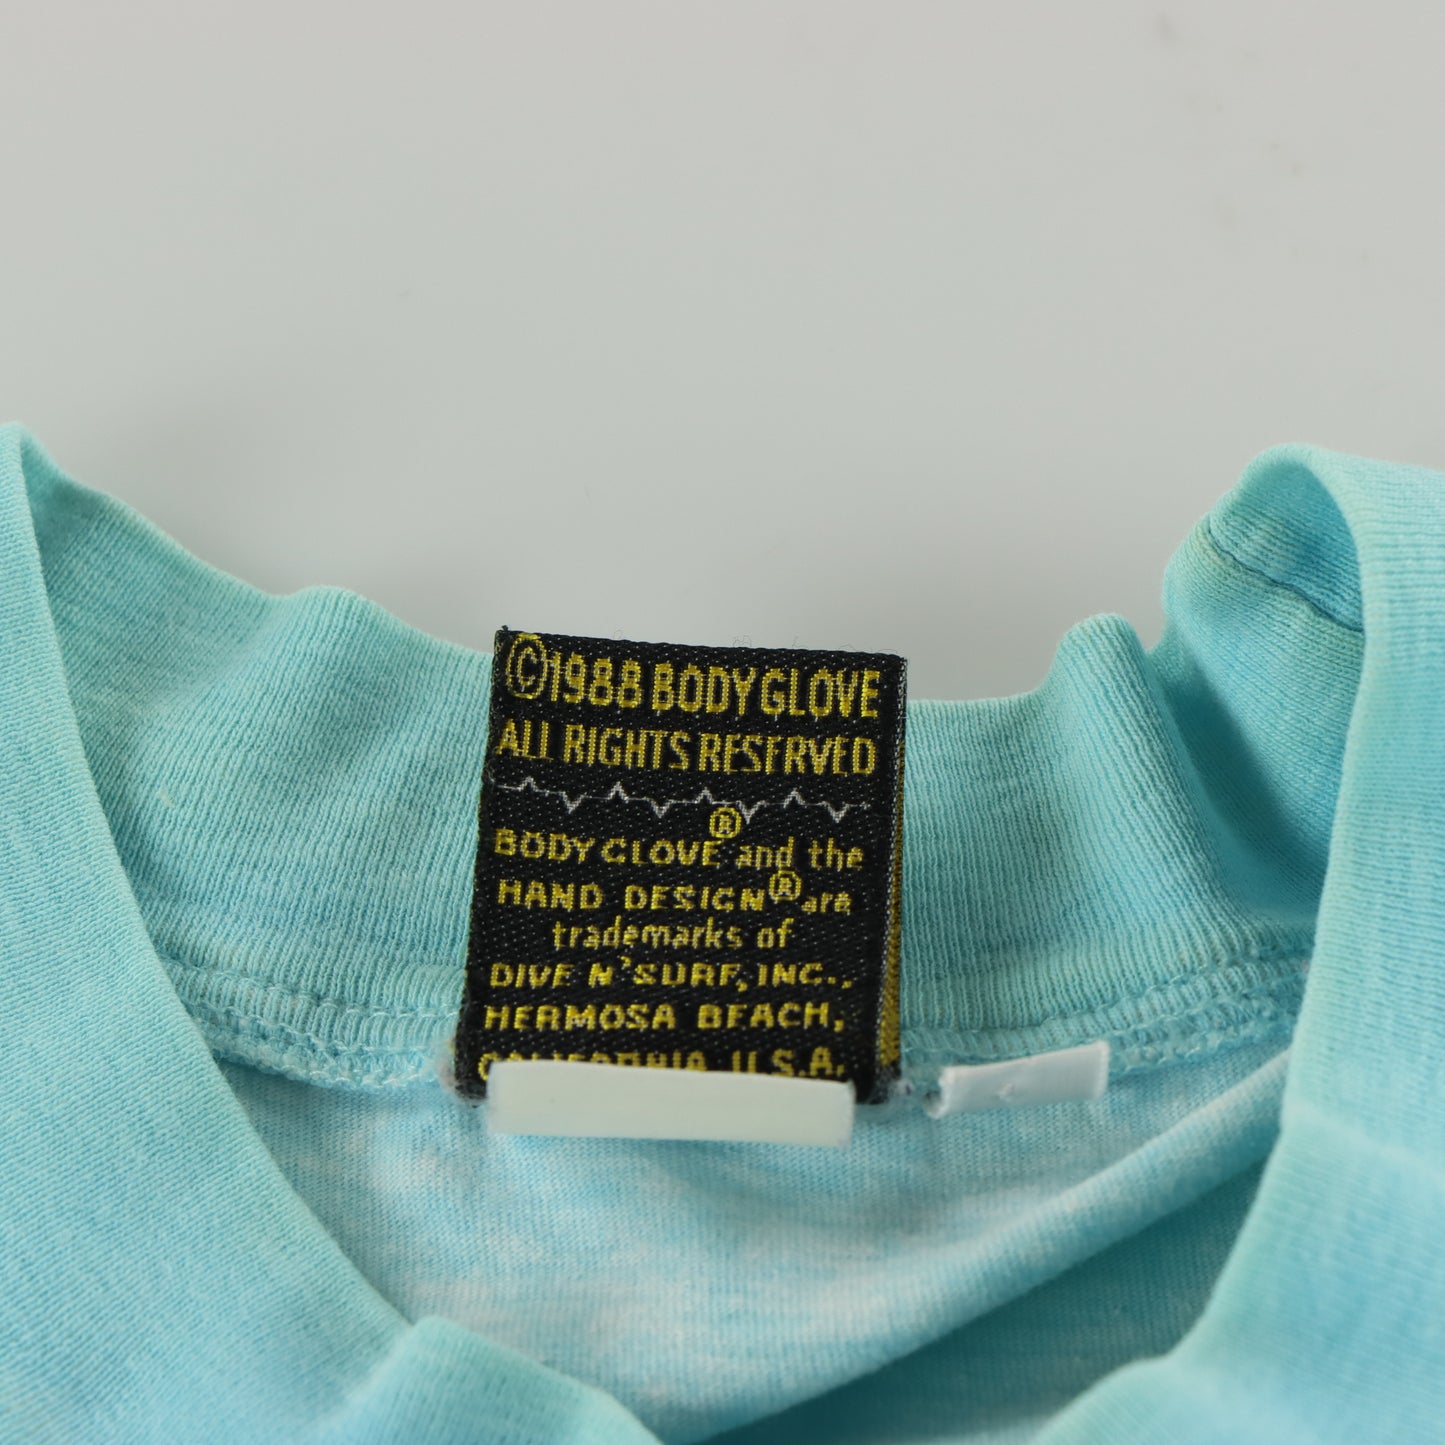 ©1988 BODY GLOVE
ALL RIGHTS RESERVED
BODY GLOVE® and the
HAND DESIGN® are
trademarks of
DIVE N' SURF, INC.,
HERMOSA BEACH,
CALIFORNIA U.S.A.